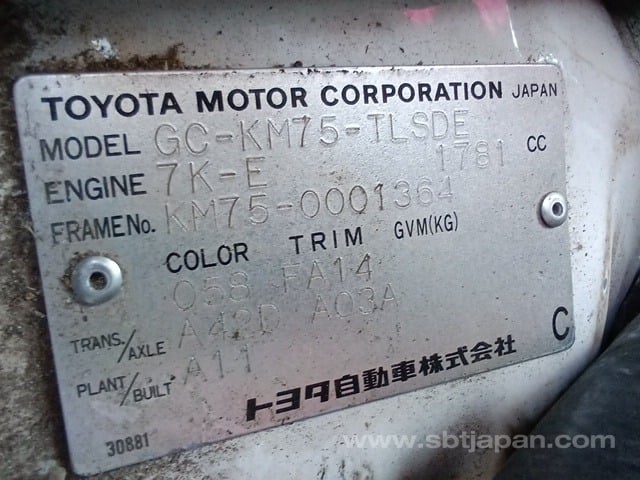 TOYOTA MOTOR CORPORATION JAPAN
MODEL GC-KM75-TLSDE
ENGINE 7K-E 1781 CC
FRAME No. KM75-0001364
COLOR TRIM GVM(KG)
058 FA14
TRANS./AXLE A42D A03A
PLANT/BUILT A11
C
トヨタ自動車株式会社
30881
www.sbtjapan.com